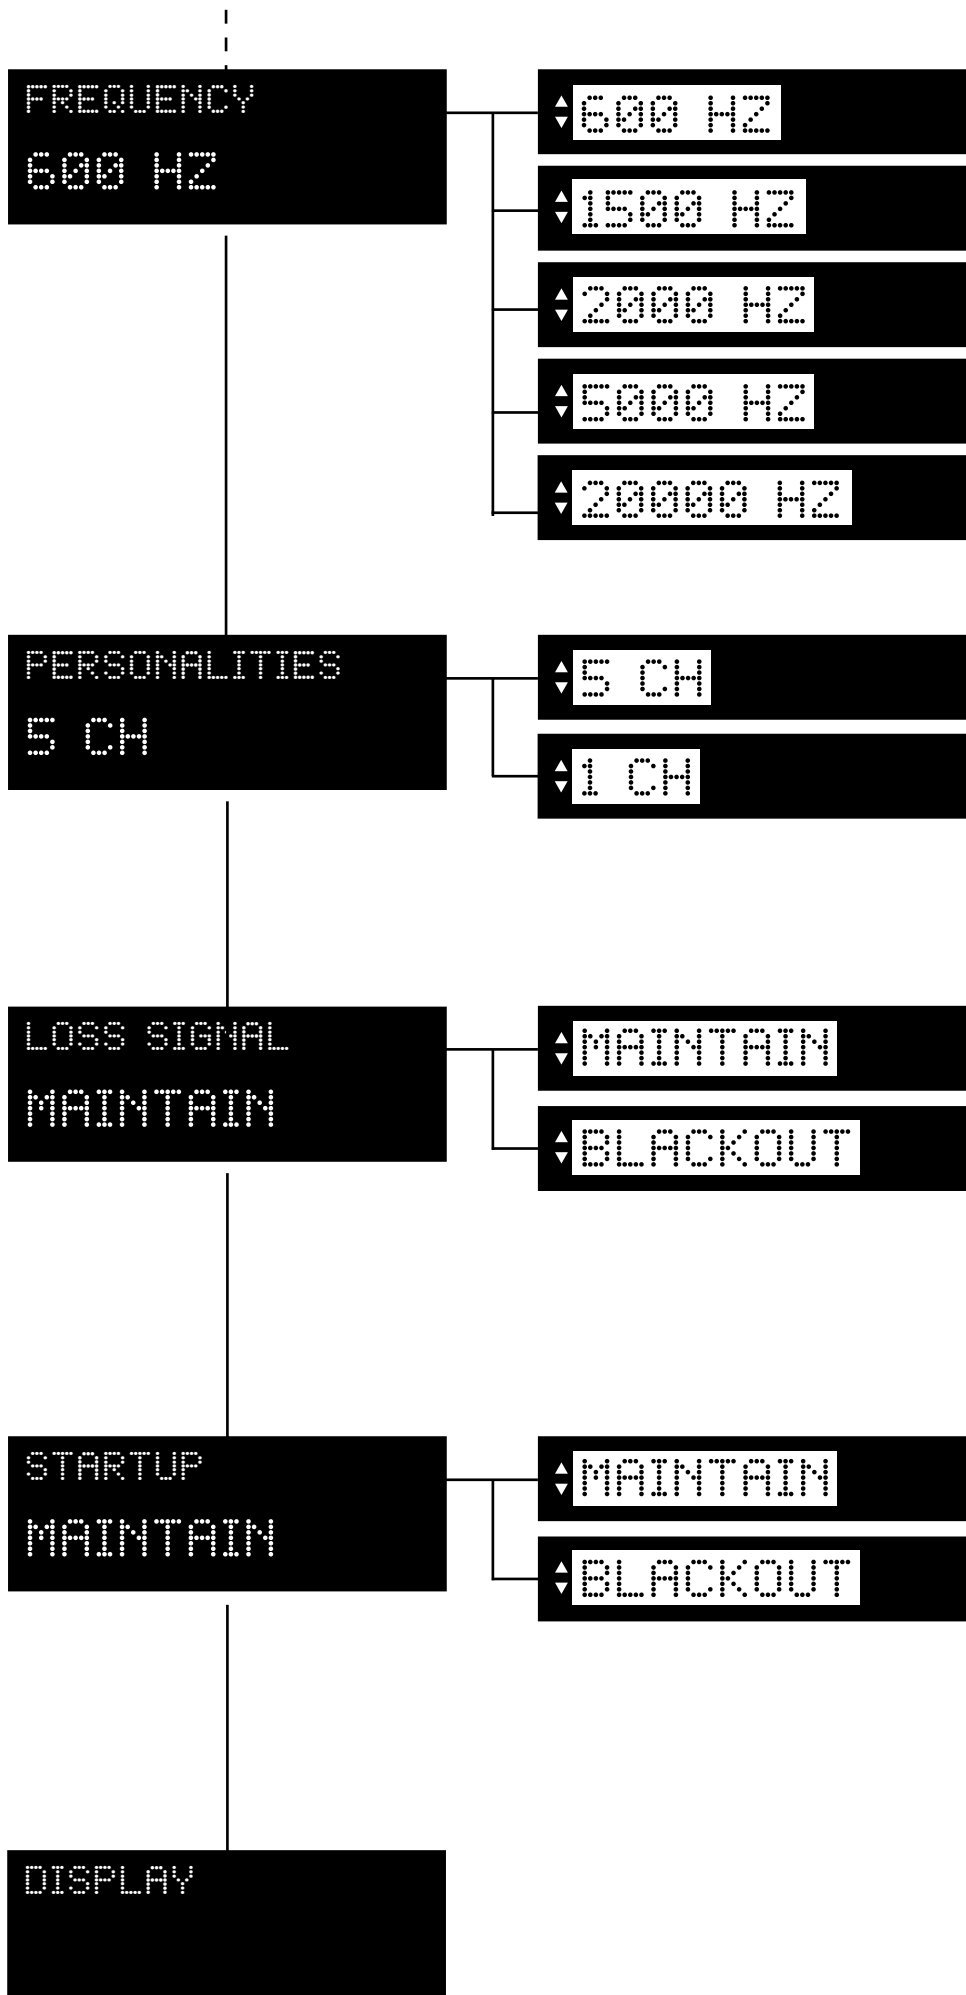 FREQUENCY
600 HZ
600 HZ
1500 HZ
2000 HZ
5000 HZ
20000 HZ
PERSONALITIES
5 CH
5 CH
1 CH
LOSS SIGNAL
MAINTAIN
MAINTAIN
BLACKOUT
STARTUP
MAINTAIN
MAINTAIN
BLACKOUT
DISPLAY